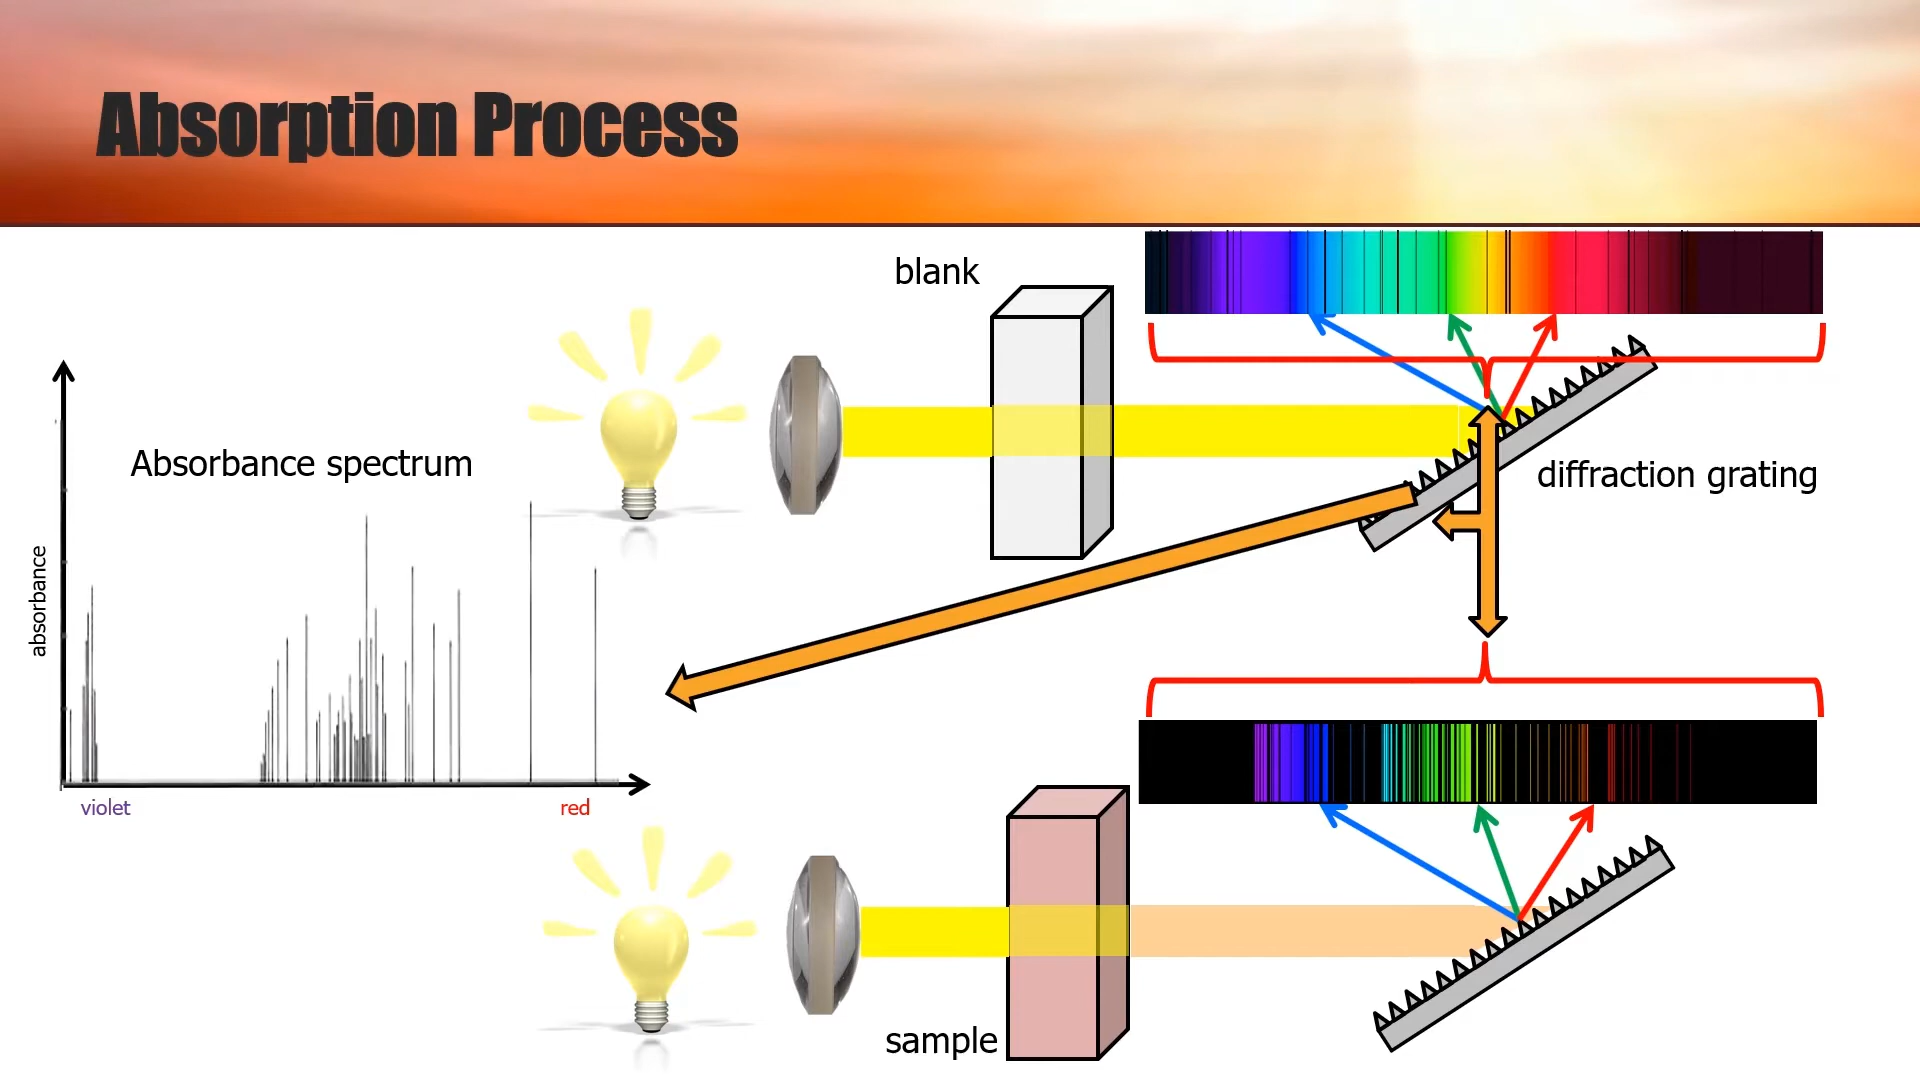 Absorption Process
blank
Absorbance spectrum
diffraction grating
absorbance
violet
red
sample